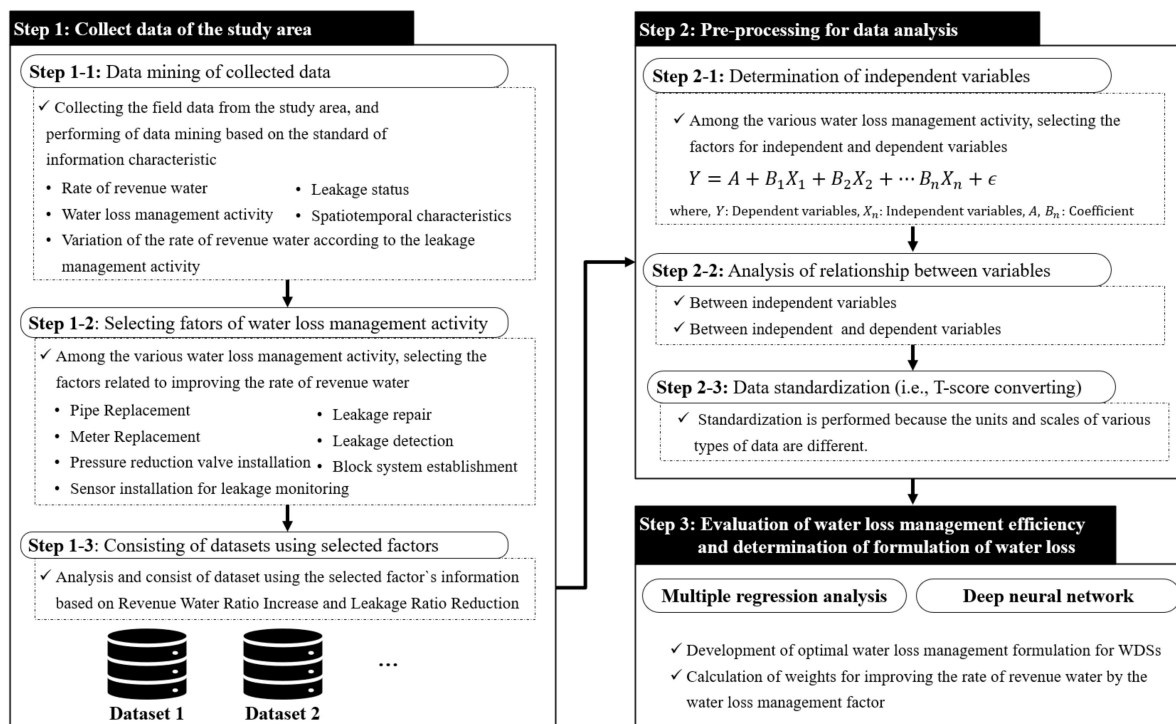 Step 1: Collect data of the study area
Step 1-1: Data mining of collected data
✓ Collecting the field data from the study area, and
performing of data mining based on the standard of
information characteristic
• Rate of revenue water
• Leakage status
• Water loss management activity
• Spatiotemporal characteristics
• Variation of the rate of revenue water according to the leakage
management activity
Step 1-2: Selecting fators of water loss management activity
✓ Among the various water loss management activity, selecting the
factors related to improving the rate of revenue water
• Pipe Replacement
• Leakage repair
• Meter Replacement
• Leakage detection
• Pressure reduction valve installation
• Block system establishment
• Sensor installation for leakage monitoring
Step 1-3: Consisting of datasets using selected factors
✓ Analysis and consist of dataset using the selected factor`s information
based on Revenue Water Ratio Increase and Leakage Ratio Reduction
...
Dataset 1
Dataset 2
Step 2: Pre-processing for data analysis
Step 2-1: Determination of independent variables
✓ Among the various water loss management activity, selecting the
factors for independent and dependent variables
Y = A + B₁X₁ + B₂X₂ + ⋯ BₙXₙ + ϵ
where, Y: Dependent variables, Xₙ: Independent variables, A, Bₙ: Coefficient
Step 2-2: Analysis of relationship between variables
✓ Between independent variables
✓ Between independent and dependent variables
Step 2-3: Data standardization (i.e., T-score converting)
✓ Standardization is performed because the units and scales of various
types of data are different.
Step 3: Evaluation of water loss management efficiency
and determination of formulation of water loss
Multiple regression analysis
Deep neural network
✓ Development of optimal water loss management formulation for WDSs
✓ Calculation of weights for improving the rate of revenue water by the
water loss management factor